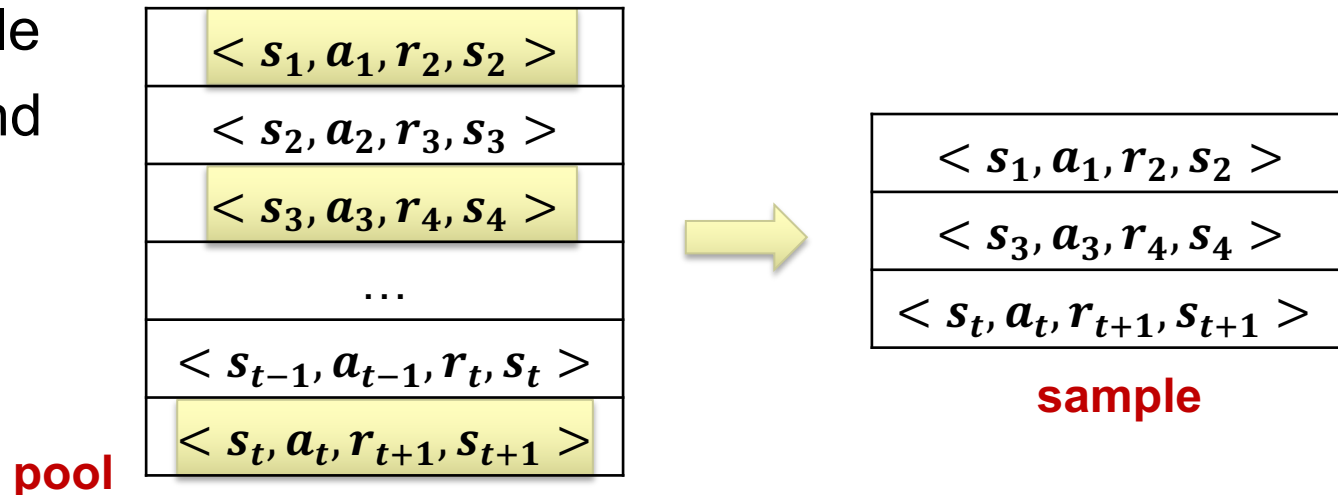 < s₁, a₁, r₂, s₂ >
< s₂, a₂, r₃, s₃ >
< s₃, a₃, r₄, s₄ >
…
< sₜ₋₁, aₜ₋₁, rₜ, sₜ >
< sₜ, aₜ, rₜ₊₁, sₜ₊₁ >
pool
< s₁, a₁, r₂, s₂ >
< s₃, a₃, r₄, s₄ >
< sₜ, aₜ, rₜ₊₁, sₜ₊₁ >
sample